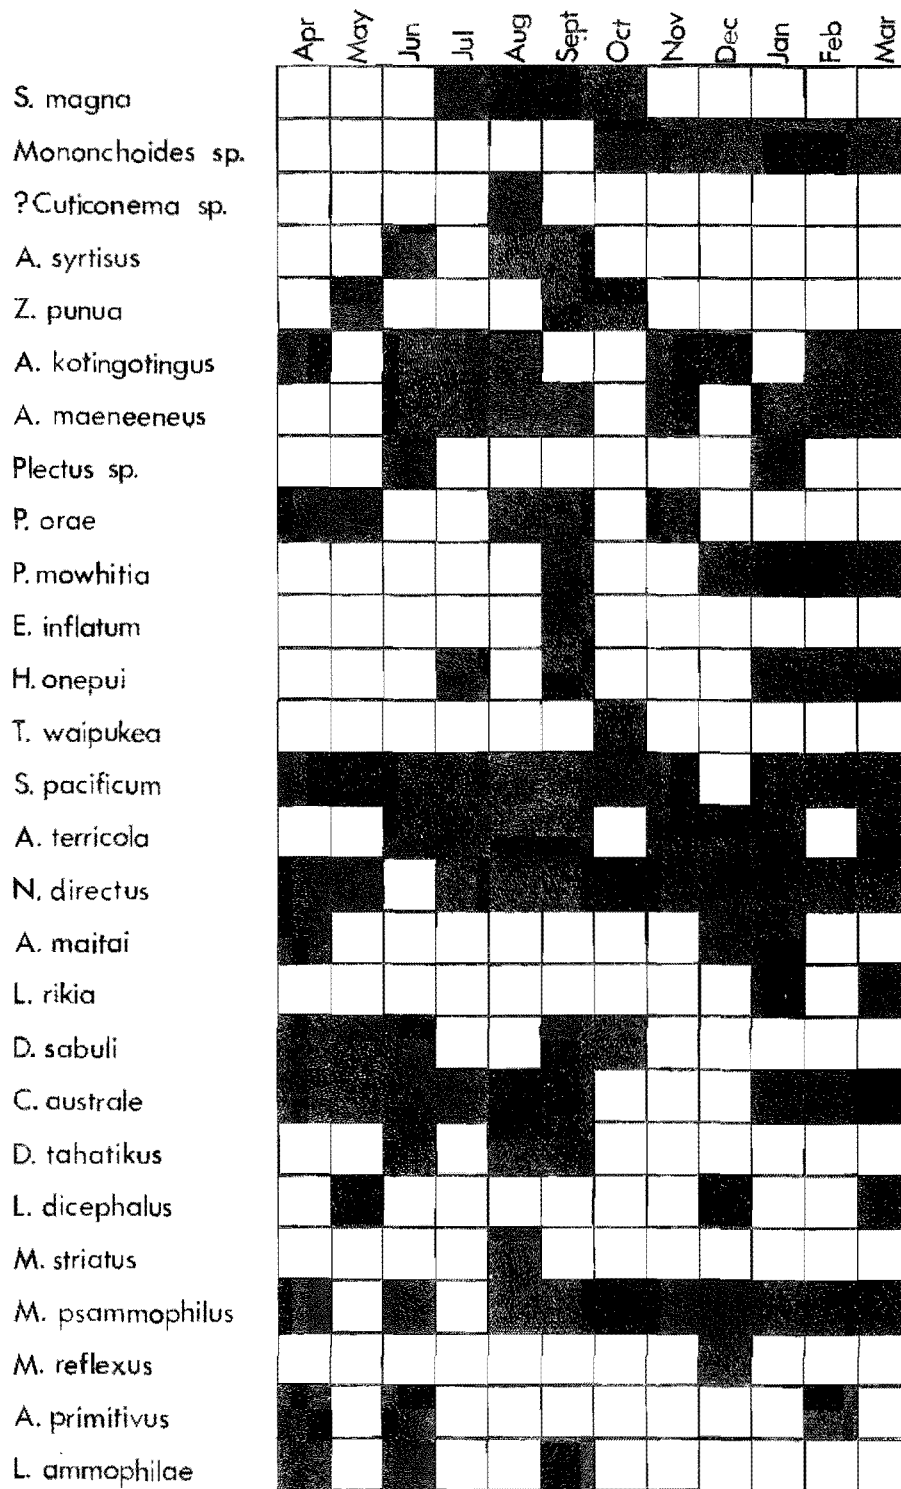 Apr May Jun Jul Aug Sept Oct Nov Dec Jan Feb Mar
S. magna
Mononchoides sp.
?Cuticonema sp.
A. syrtisus
Z. punua
A. kotingotingus
A. maeneeneus
Plectus sp.
P. orae
P. mowhitia
E. inflatum
H. onepui
T. waipukea
S. pacificum
A. terricola
N. directus
A. maitai
L. rikia
D. sabuli
C. australe
D. tahatikus
L. dicephalus
M. striatus
M. psammophilus
M. reflexus
A. primitivus
L. ammophilae